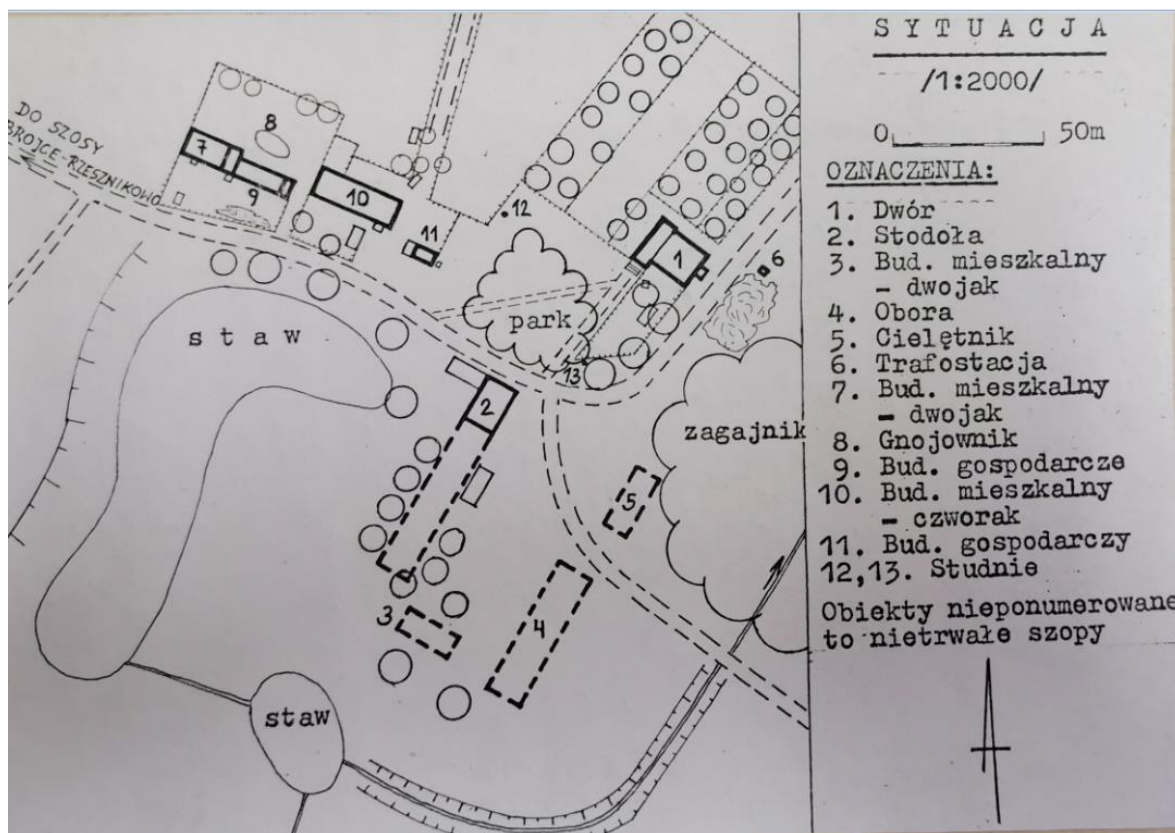 S Y T U A C J A
/1:2000/
0 50m
OZNACZENIA:
1. Dwór
2. Stodoła
3. Bud. mieszkalny
- dwojak
4. Obora
5. Cielętnik
6. Trafostacja
7. Bud. mieszkalny
- dwojak
8. Gnojownik
9. Bud. gospodarcze
10. Bud. mieszkalny
- czworak
11. Bud. gospodarczy
12,13. Studnie
Obiekty nieponumerowane
to nietrwałe szopy
DO SZOSY
BROJCE-RZESZNIKOWO
7
8
9
10
11
12
1
6
park
13
s t a w
2
zagajnik
5
3
4
staw